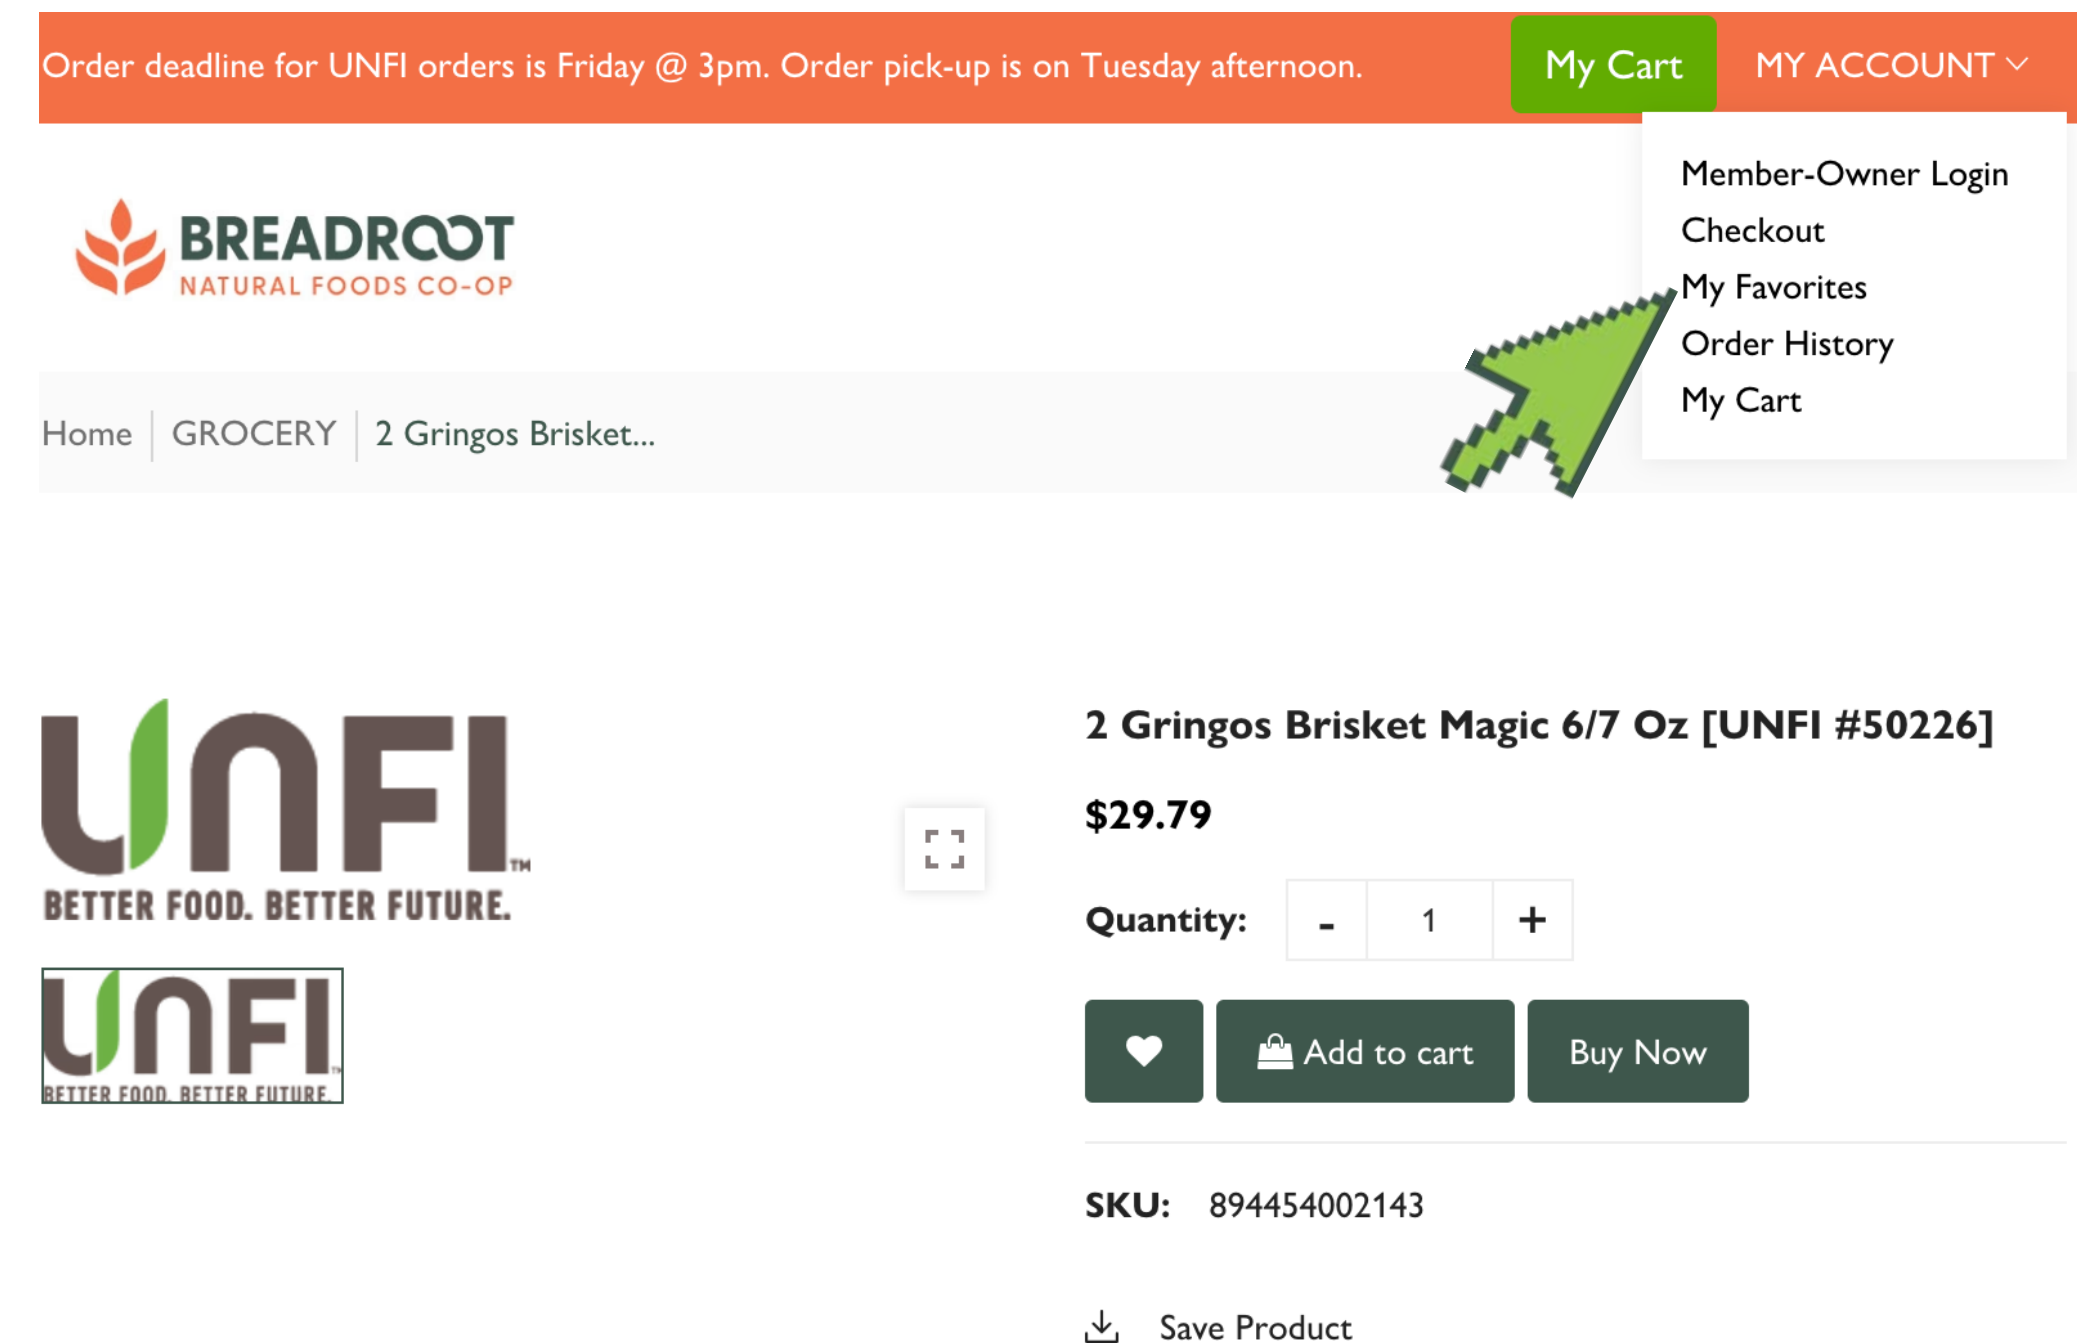 Order deadline for UNFI orders is Friday @ 3pm. Order pick-up is on Tuesday afternoon.
My Cart
MY ACCOUNT
Member-Owner Login
Checkout
My Favorites
Order History
My Cart
BREADROOT
NATURAL FOODS CO-OP
Home
GROCERY
2 Gringos Brisket...
UNFI™
BETTER FOOD. BETTER FUTURE.
UNFI™
BETTER FOOD. BETTER FUTURE.
2 Gringos Brisket Magic 6/7 Oz [UNFI #50226]
$29.79
Quantity: - 1 +
Add to cart
Buy Now
SKU: 894454002143
Save Product